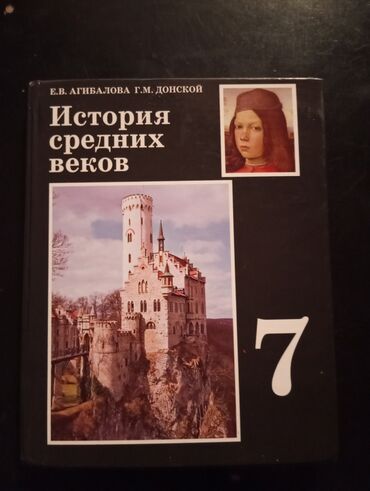 Е.В. АГИБАЛОВА Г.М. ДОНСКОЙ
История
средних
веков
7